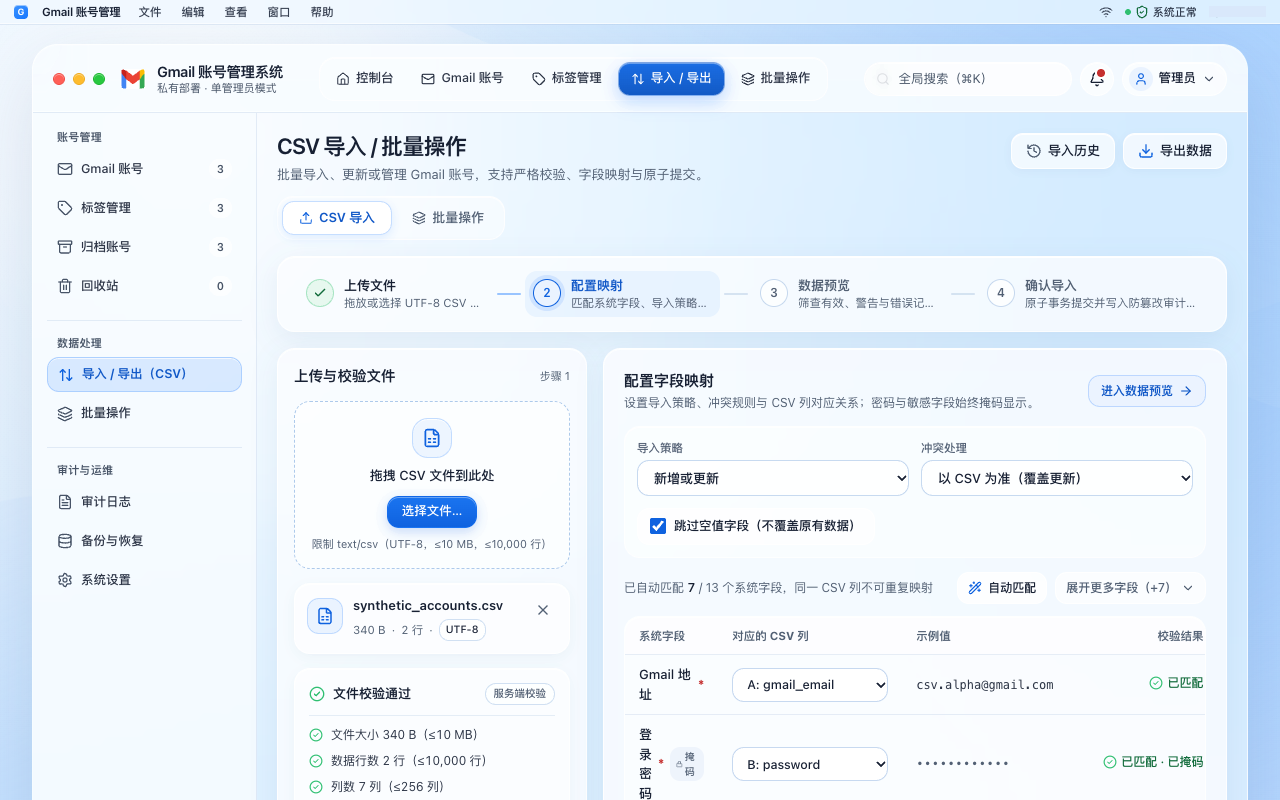 Gmail 账号管理 文件 编辑 查看 窗口 帮助 系统正常
Gmail 账号管理系统
私有部署 · 单管理员模式
控制台 Gmail 账号 标签管理 导入 / 导出 批量操作
全局搜索（⌘K）
管理员
账号管理
Gmail 账号 3
标签管理 3
归档账号 3
回收站 0
数据处理
导入 / 导出（CSV）
批量操作
审计与运维
审计日志
备份与恢复
系统设置
CSV 导入 / 批量操作
批量导入、更新或管理 Gmail 账号，支持严格校验、字段映射与原子提交。
导入历史 导出数据
CSV 导入 批量操作
上传文件
拖放或选择 UTF-8 CSV ...
2 配置映射
匹配系统字段、导入策略...
3 数据预览
筛查有效、警告与错误记...
4 确认导入
原子事务提交并写入防篡改审计...
上传与校验文件 步骤 1
拖拽 CSV 文件到此处
选择文件...
限制 text/csv（UTF-8，≤10 MB，≤10,000 行）
synthetic_accounts.csv
340 B · 2 行 · UTF-8
文件校验通过 服务端校验
文件大小 340 B（≤10 MB）
数据行数 2 行（≤10,000 行）
列数 7 列（≤256 列）
配置字段映射
设置导入策略、冲突规则与 CSV 列对应关系；密码与敏感字段始终掩码显示。
进入数据预览
导入策略 冲突处理
新增或更新 以 CSV 为准（覆盖更新）
跳过空值字段（不覆盖原有数据）
已自动匹配 7 / 13 个系统字段，同一 CSV 列不可重复映射
自动匹配 展开更多字段（+7）
系统字段 对应的 CSV 列 示例值 校验结果
Gmail 地址 * A: gmail_email csv.alpha@gmail.com 已匹配
登录密码 * 掩码 B: password •••••••••••• 已匹配 · 已掩码